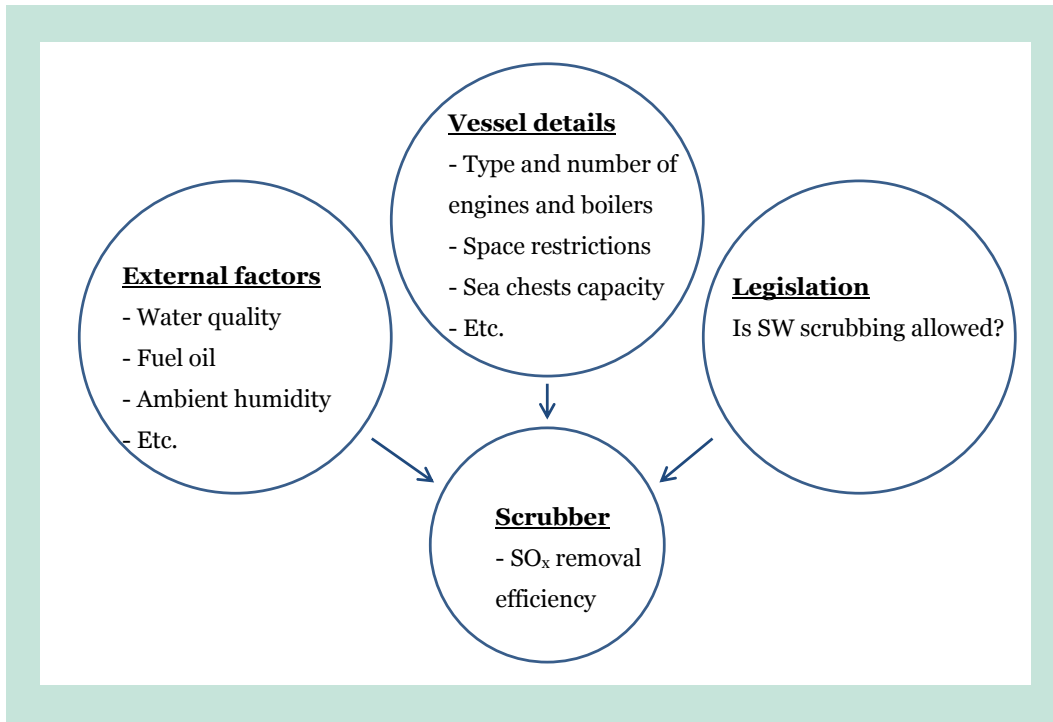 Vessel details
- Type and number of
engines and boilers
- Space restrictions
- Sea chests capacity
- Etc.
External factors
- Water quality
- Fuel oil
- Ambient humidity
- Etc.
Legislation
Is SW scrubbing allowed?
Scrubber
- SOₓ removal
efficiency